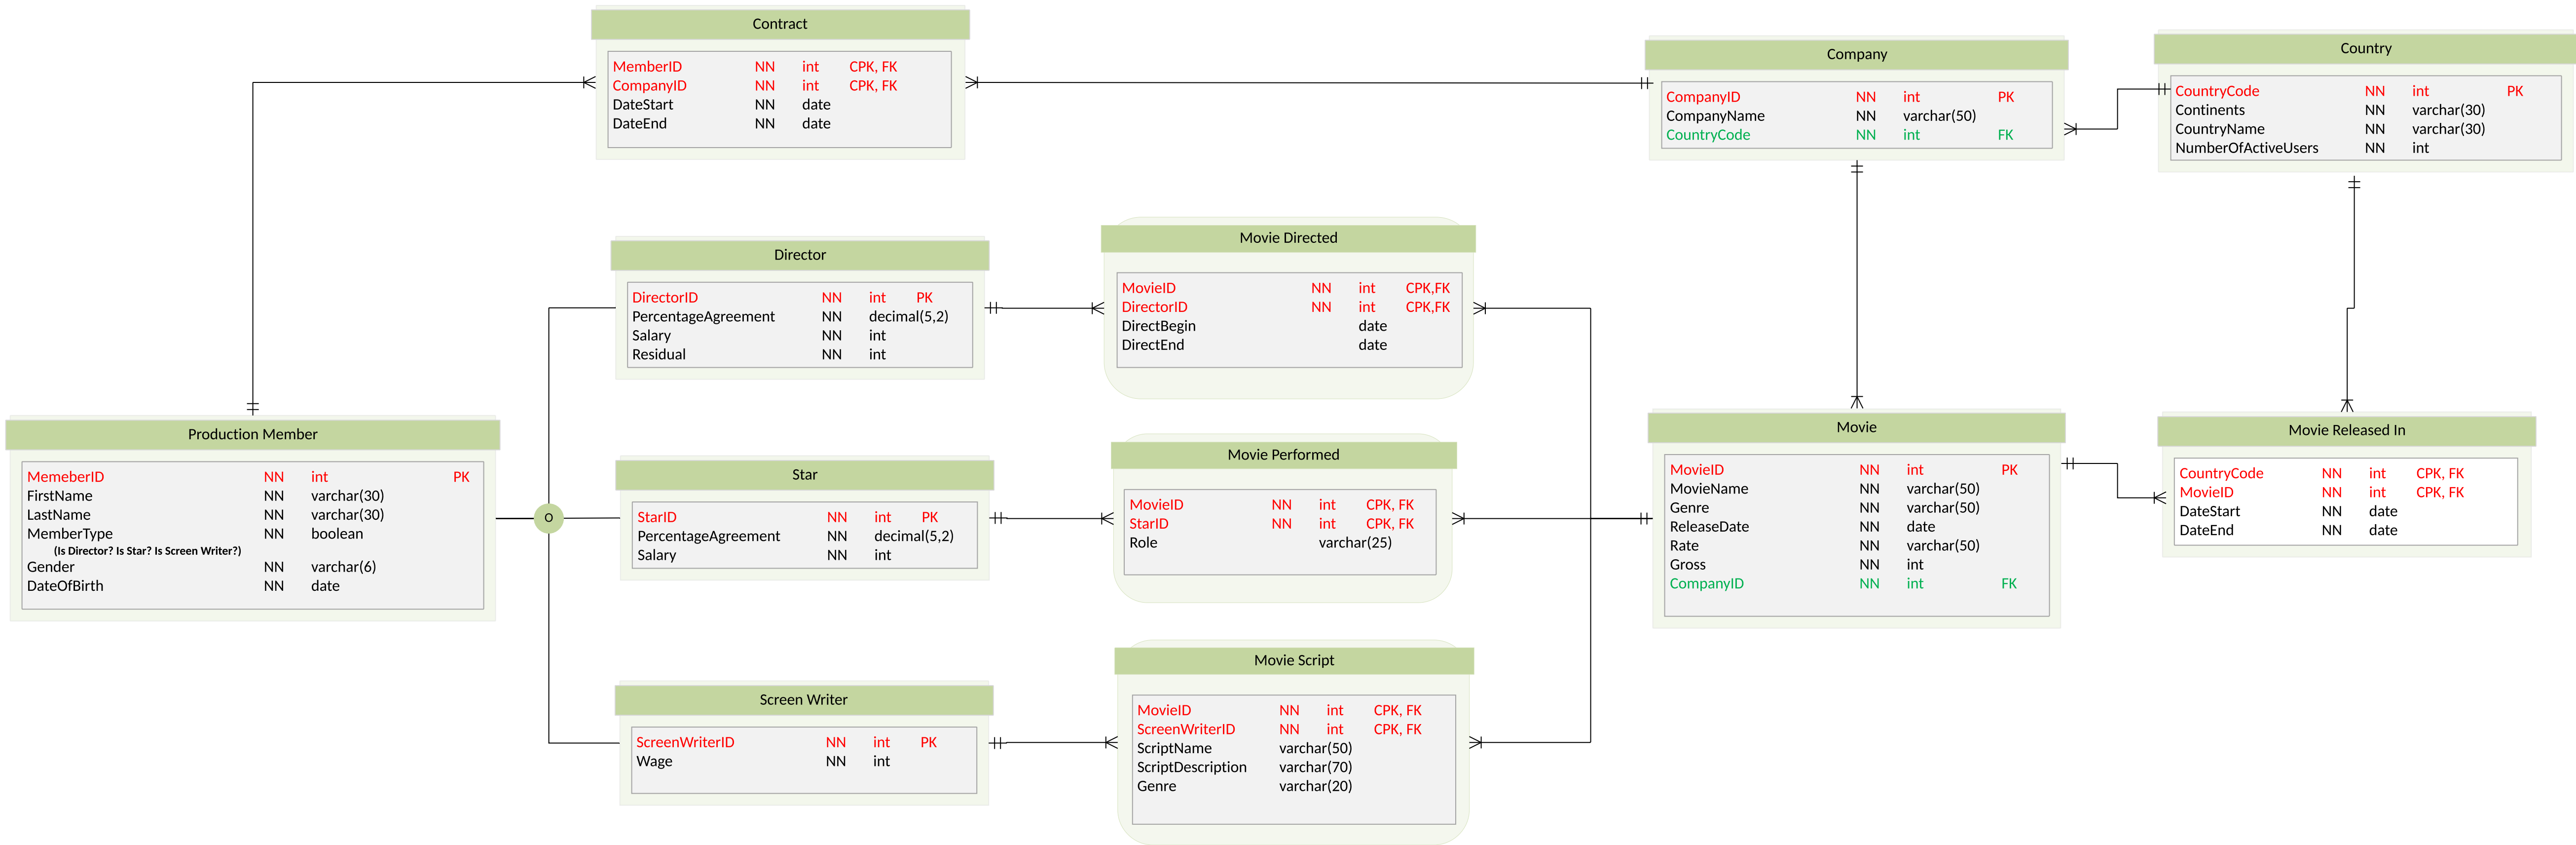 Contract
MemberID NN int CPK, FK
CompanyID NN int CPK, FK
DateStart NN date
DateEnd NN date
Company
CompanyID NN int PK
CompanyName NN varchar(50)
CountryCode NN int FK
Country
CountryCode NN int PK
Continents NN varchar(30)
CountryName NN varchar(30)
NumberOfActiveUsers NN int
Director
DirectorID NN int PK
PercentageAgreement NN decimal(5,2)
Salary NN int
Residual NN int
Movie Directed
MovieID NN int CPK,FK
DirectorID NN int CPK,FK
DirectBegin date
DirectEnd date
Production Member
MemeberID NN int PK
FirstName NN varchar(30)
LastName NN varchar(30)
MemberType NN boolean
(Is Director? Is Star? Is Screen Writer?)
Gender NN varchar(6)
DateOfBirth NN date
O
Star
StarID NN int PK
PercentageAgreement NN decimal(5,2)
Salary NN int
Movie Performed
MovieID NN int CPK, FK
StarID NN int CPK, FK
Role varchar(25)
Movie
MovieID NN int PK
MovieName NN varchar(50)
Genre NN varchar(50)
ReleaseDate NN date
Rate NN varchar(50)
Gross NN int
CompanyID NN int FK
Movie Released In
CountryCode NN int CPK, FK
MovieID NN int CPK, FK
DateStart NN date
DateEnd NN date
Screen Writer
ScreenWriterID NN int PK
Wage NN int
Movie Script
MovieID NN int CPK, FK
ScreenWriterID NN int CPK, FK
ScriptName varchar(50)
ScriptDescription varchar(70)
Genre varchar(20)